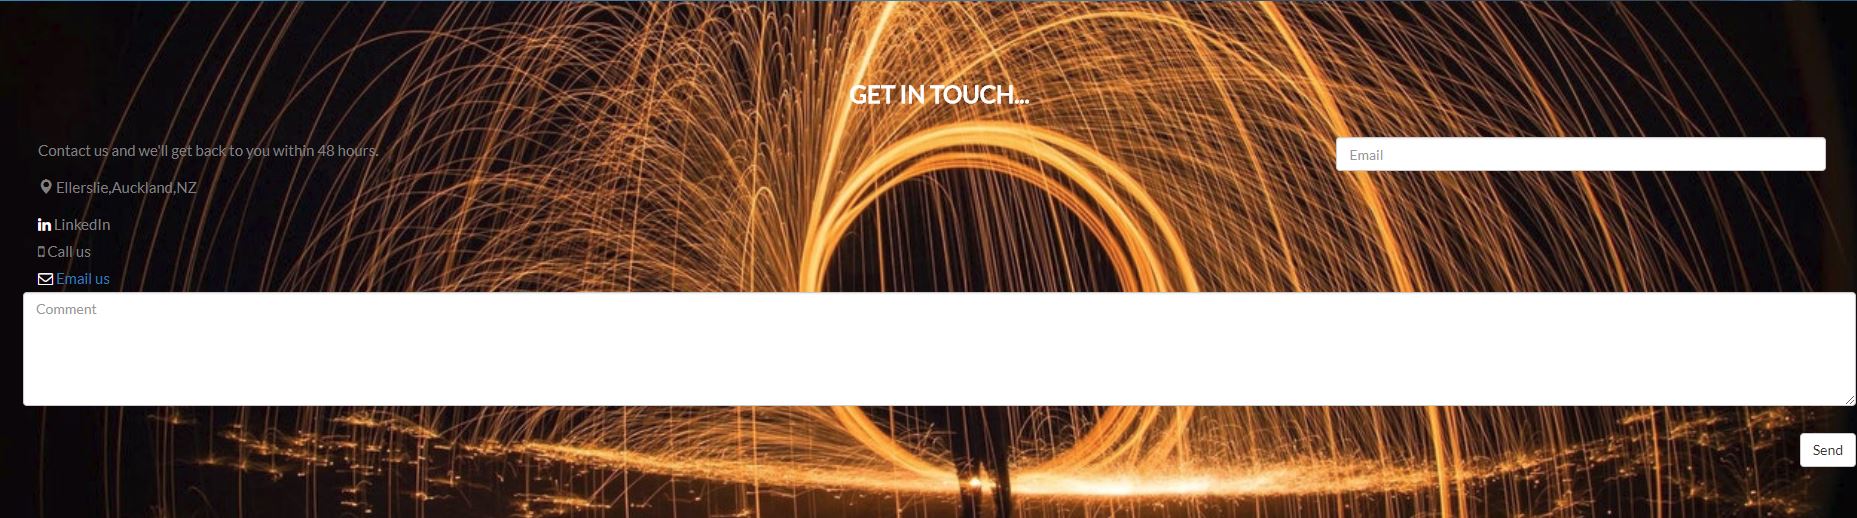 GET IN TOUCH...
Contact us and we'll get back to you within 48 hours.
Email
Ellerslie,Auckland,NZ
in LinkedIn
Call us
Email us
Comment
Send